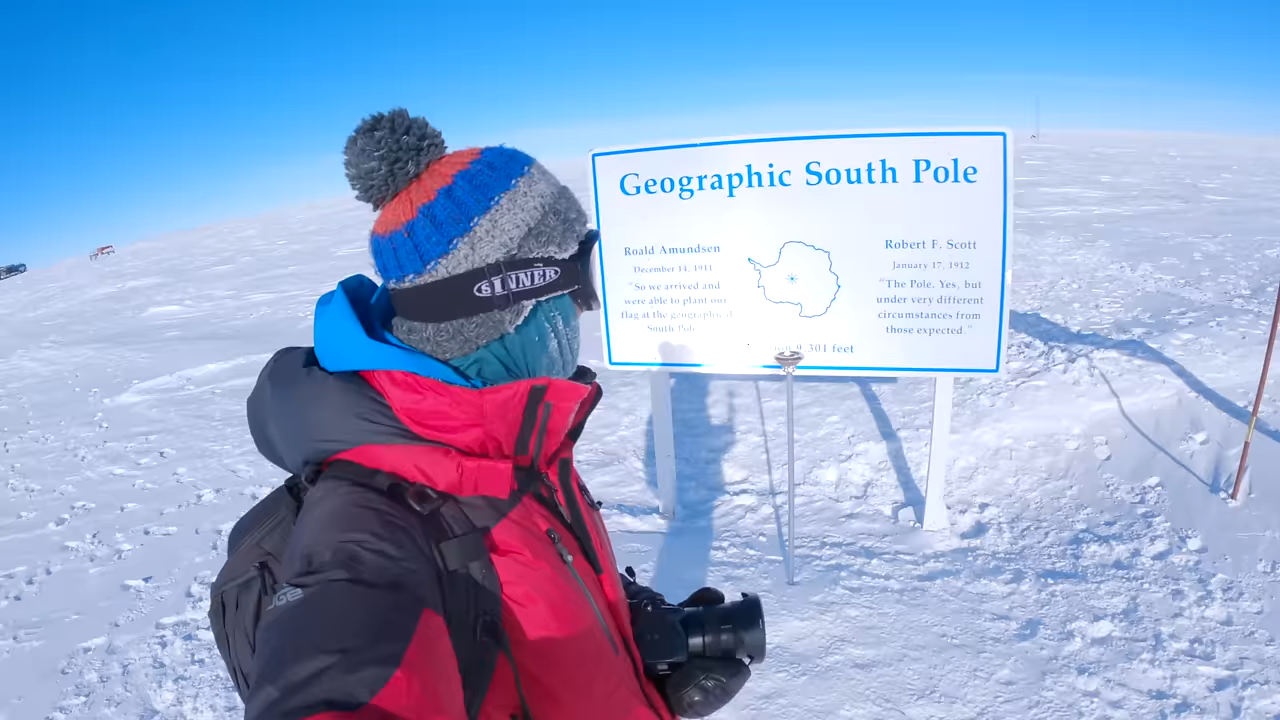 Geographic South Pole
Roald Amundsen
December 14, 1911
"So we arrived and
were able to plant our
flag at the geographical
South Pole
Robert F. Scott
January 17, 1912
"The Pole. Yes, but
under very different
circumstances from
those expected."
9,301 feet
SINNER